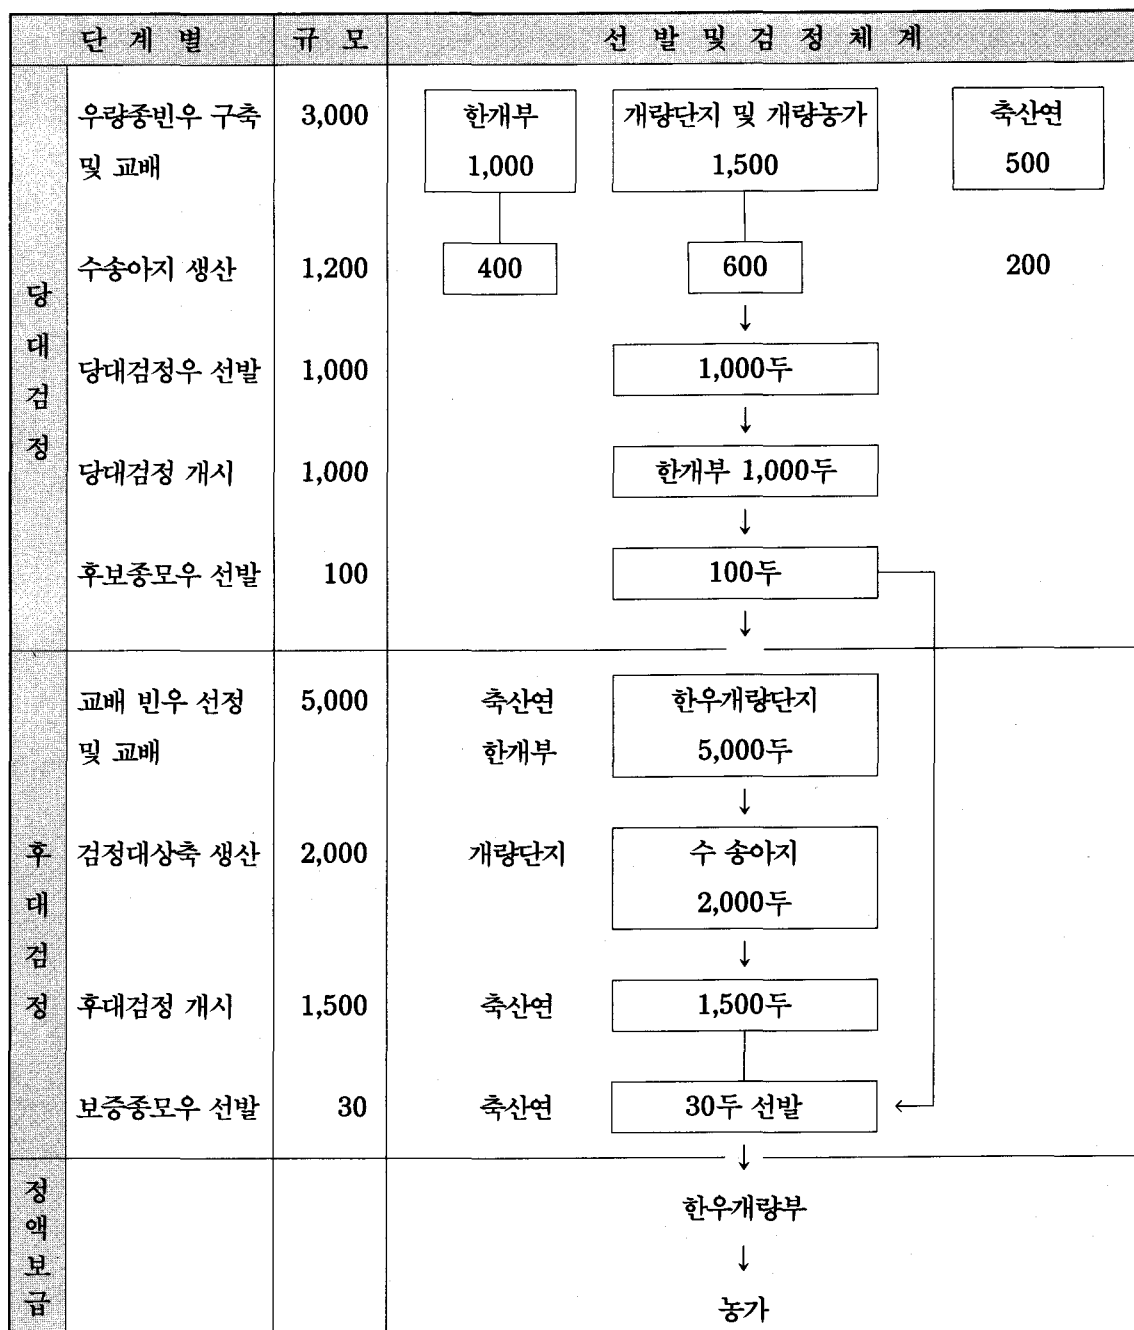 단 계 별 규 모 선 발 및 검 정 체 계
당대검정
우량종빈우 구축 3,000 한개부 개량단지 및 개량농가 축산연
및 교배 1,000 1,500 500
수송아지 생산 1,200 400 600 200
↓
당대검정우 선발 1,000 1,000두
↓
당대검정 개시 1,000 한개부 1,000두
↓
후보종모우 선발 100 100두
↓
후대검정
교배 빈우 선정 5,000 축산연 한우개량단지
및 교배 한개부 5,000두
↓
검정대상축 생산 2,000 개량단지 수 송아지
2,000두
↓
후대검정 개시 1,500 축산연 1,500두
보증종모우 선발 30 축산연 30두 선발 ←
↓
정액보급
한우개량부
↓
농가